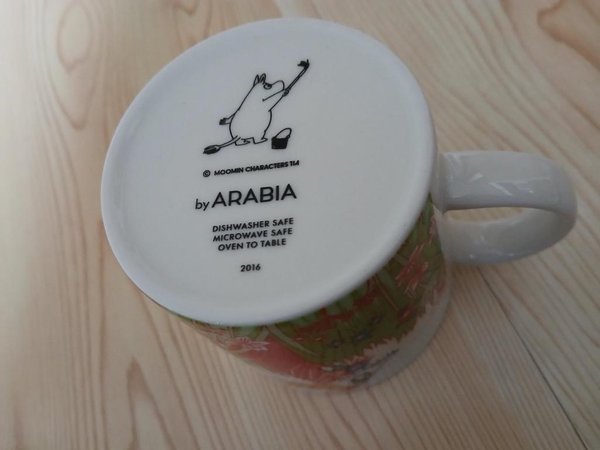 © MOOMIN CHARACTERS TM
by ARABIA
DISHWASHER SAFE
MICROWAVE SAFE
OVEN TO TABLE
2016